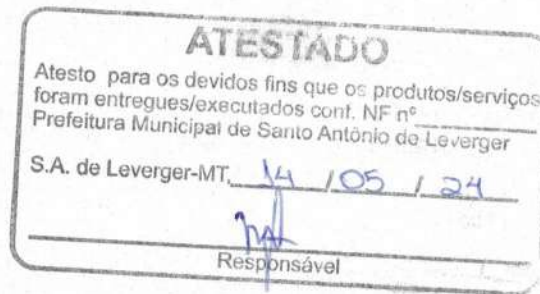 ATESTADO
Atesto para os devidos fins que os produtos/serviços
foram entregues/executados conf. NF nº
Prefeitura Municipal de Santo Antônio de Leverger
S.A. de Leverger-MT, 14 / 05 / 24
Responsável